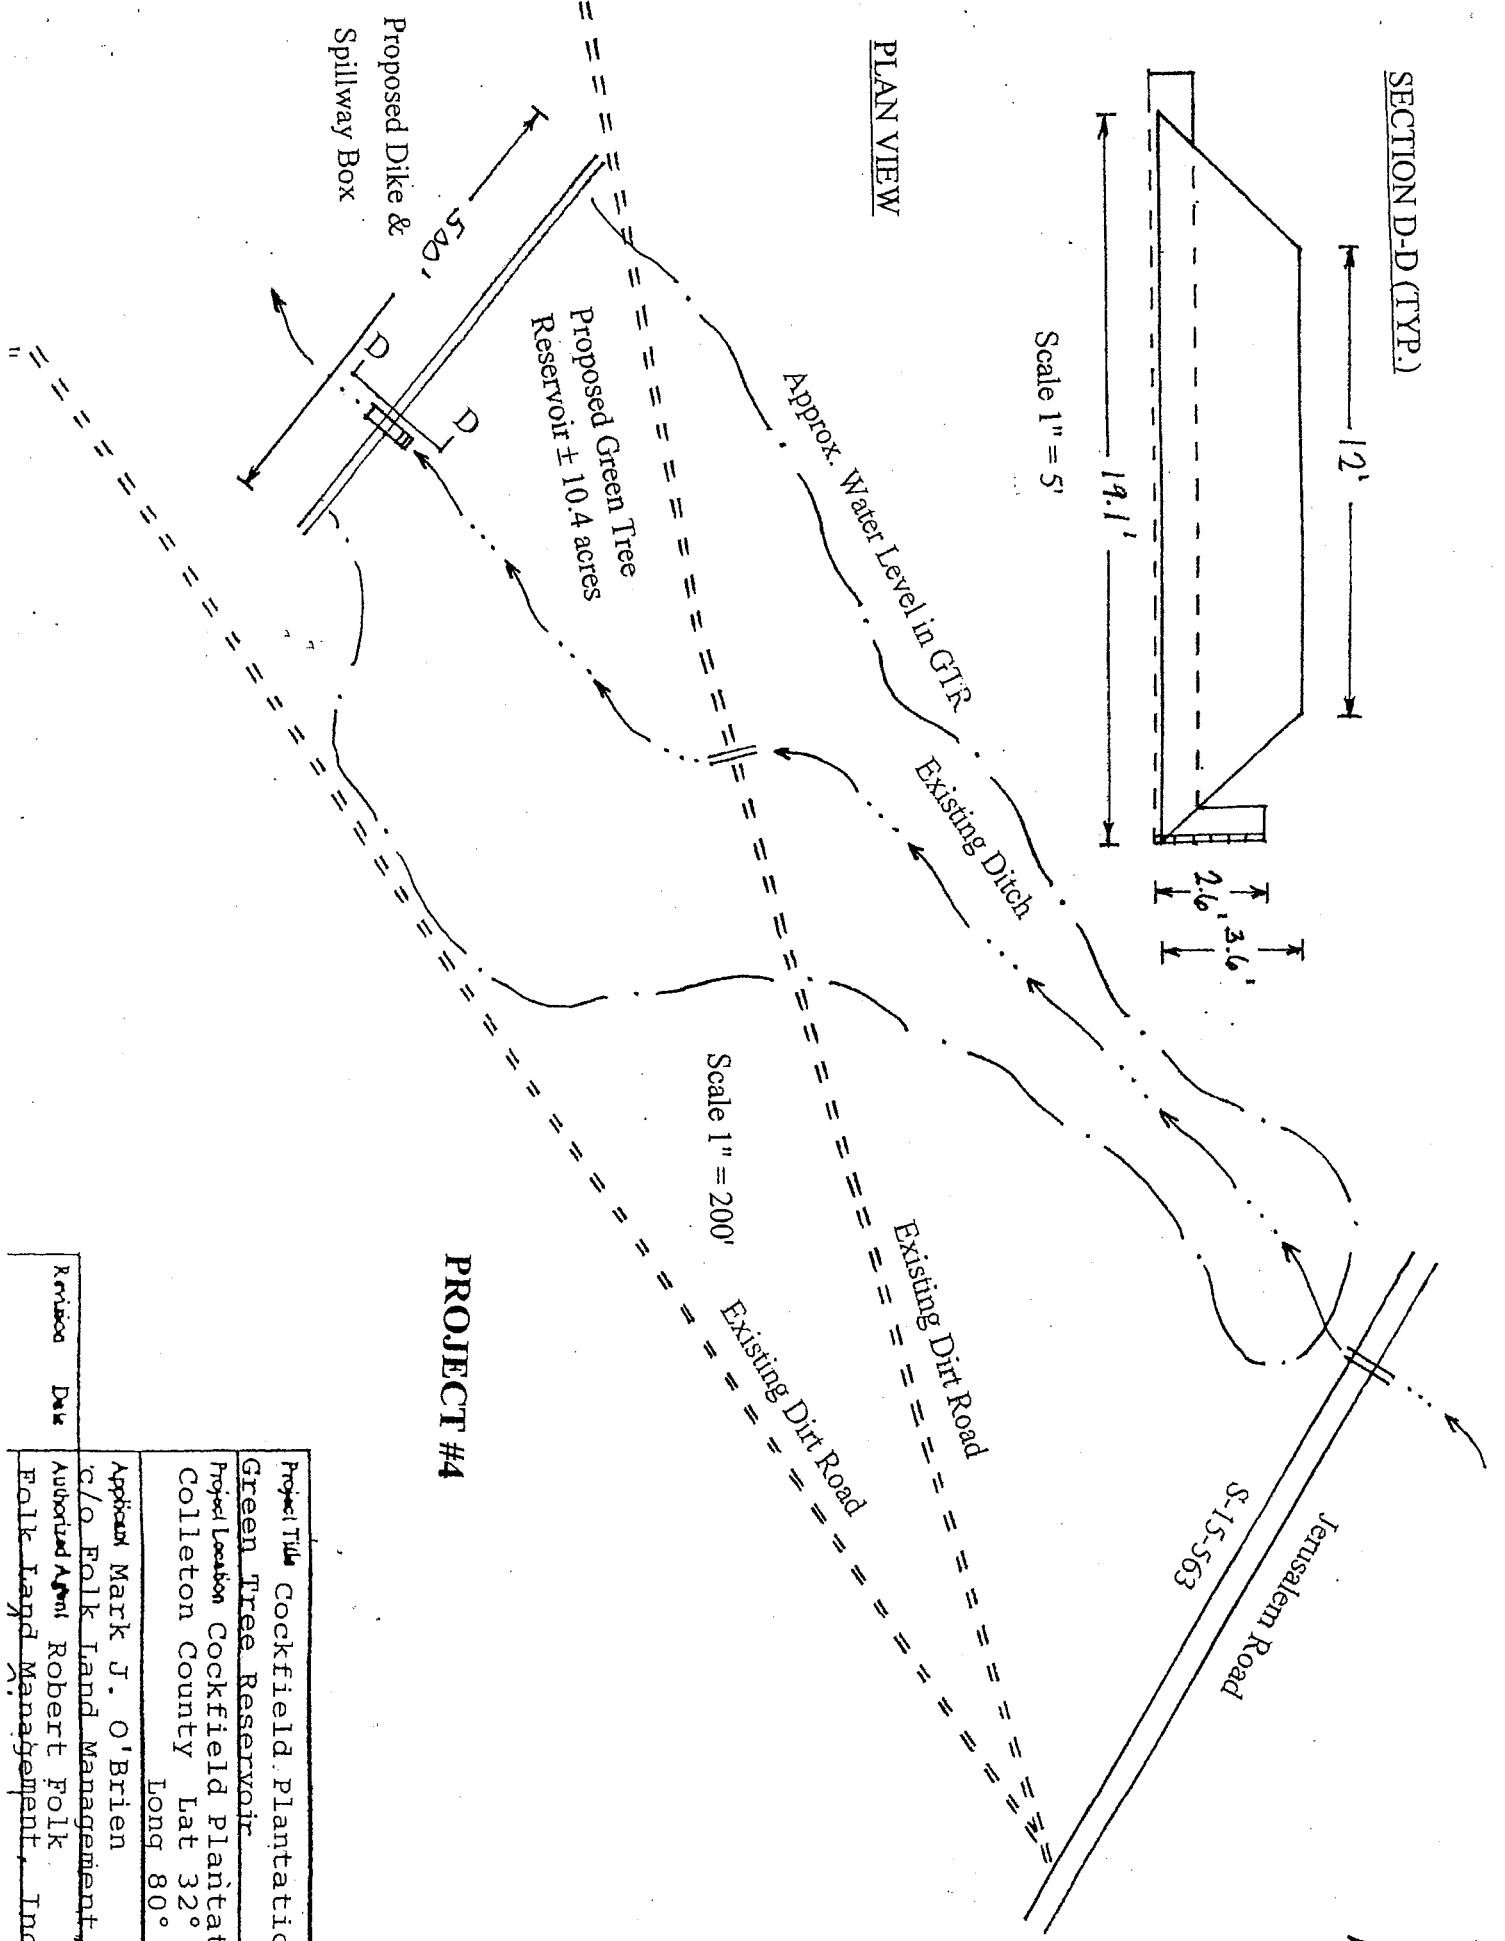 SECTION D-D (TYP.)
12'
19.1'
2.6'
3.6'
Scale 1" = 5'
PLAN VIEW
Approx. Water Level in GTR
Existing Ditch
Jerusalem Road
S-15-563
Proposed Green Tree
Reservoir ± 10.4 acres
Existing Dirt Road
Scale 1" = 200'
Existing Dirt Road
Proposed Dike &
Spillway Box
500'
D
D
PROJECT #4
Revision Date
Project Title Cockfield Plantatio
Green Tree Reservoir
Project Location Cockfield Plantat
Colleton County Lat 32°
Long 80°
Applicant Mark J. O'Brien
c/o Folk Land Management,
Authorized Agent Robert Folk
Folk Land Management, Inc